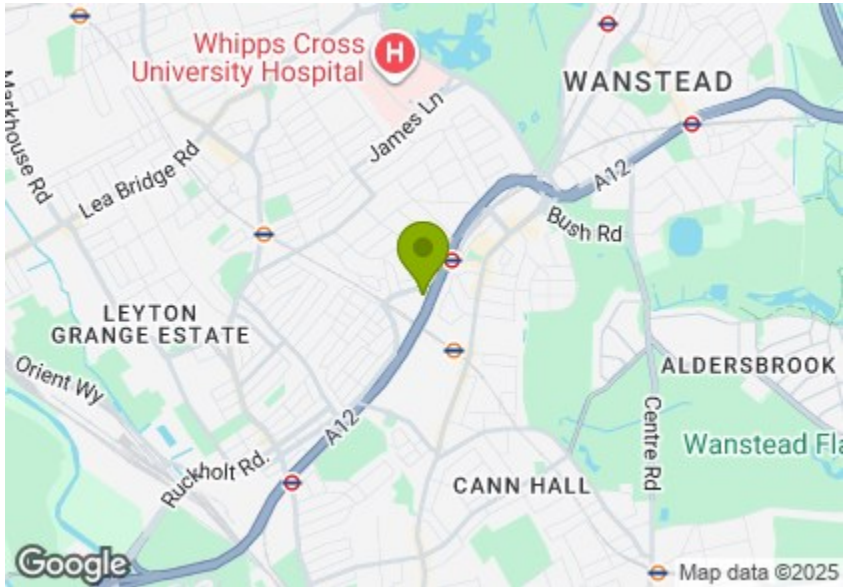 Whipps Cross
University Hospital
H
WANSTEAD
James Ln
Markhouse Rd
Lea Bridge Rd
A12
Bush Rd
LEYTON
GRANGE ESTATE
ALDERSBROOK
Orient Wy
Centre Rd
A12
Wanstead Fla
Ruckholt Rd.
CANN HALL
Google
Map data ©2025